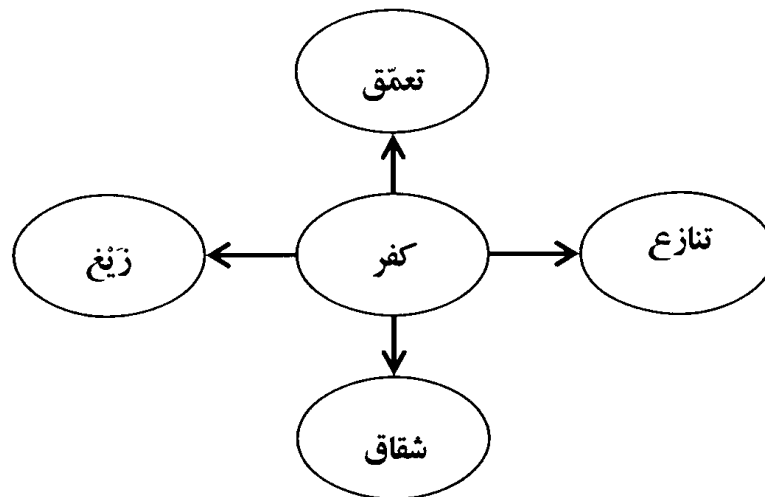 تعمّق
تنازع
كفر
زَيْغ
شقاق